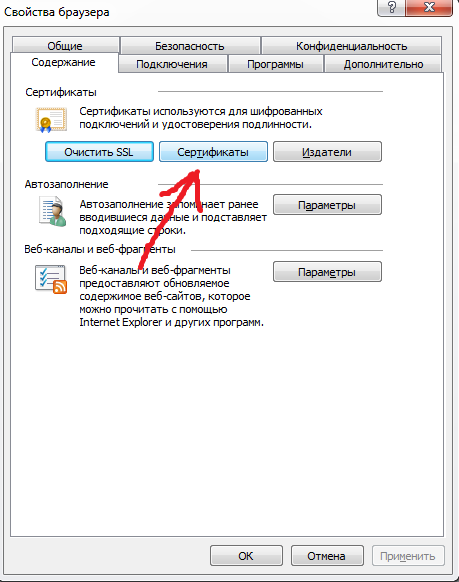 Свойства браузера
Общие Безопасность Конфиденциальность
Содержание Подключения Программы Дополнительно
Сертификаты
Сертификаты используются для шифрованных
подключений и удостоверения подлинности.
Очистить SSL Сертификаты Издатели
Автозаполнение
Автозаполнение запоминает ранее
вводившиеся данные и подставляет
подходящие строки.
Параметры
Веб-каналы и веб-фрагменты
Веб-каналы и веб-фрагменты
предоставляют обновляемое
содержимое веб-сайтов, которое
можно прочитать с помощью
Internet Explorer и других программ.
Параметры
ОК Отмена Применить